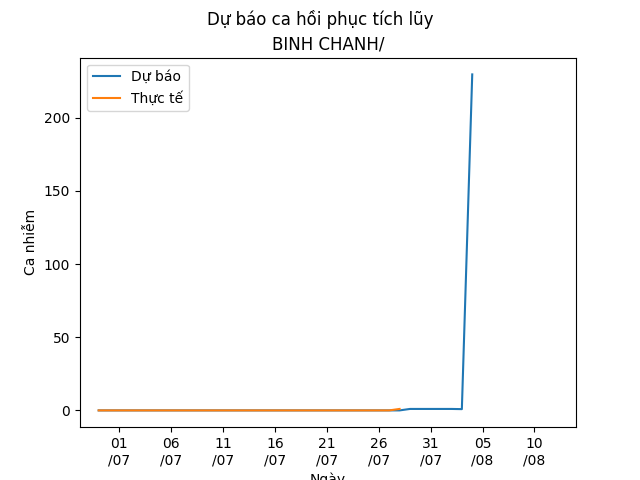 Dự báo ca hồi phục tích lũy
BINH CHANH/
Dự báo
Thực tế
Ca nhiễm
200
150
100
50
0
01 06 11 16 21 26 31 05 10
/07 /07 /07 /07 /07 /07 /07 /08 /08
Ngày